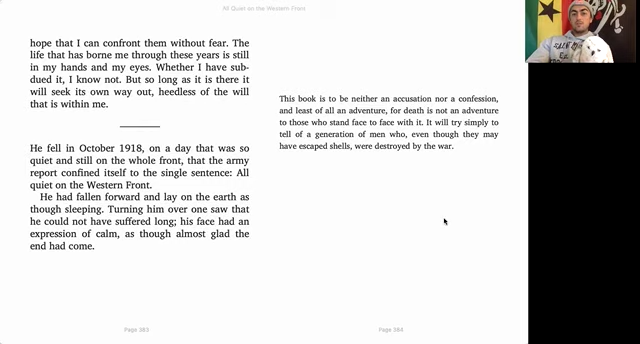 All Quiet on the Western Front
hope that I can confront them without fear. The
life that has borne me through these years is still
in my hands and my eyes. Whether I have sub-
dued it, I know not. But so long as it is there it
will seek its own way out, heedless of the will
that is within me.
He fell in October 1918, on a day that was so
quiet and still on the whole front, that the army
report confined itself to the single sentence: All
quiet on the Western Front.
He had fallen forward and lay on the earth as
though sleeping. Turning him over one saw that
he could not have suffered long; his face had an
expression of calm, as though almost glad the
end had come.
Page 383
This book is to be neither an accusation nor a confession,
and least of all an adventure, for death is not an adventure
to those who stand face to face with it. It will try simply to
tell of a generation of men who, even though they may
have escaped shells, were destroyed by the war.
Page 384